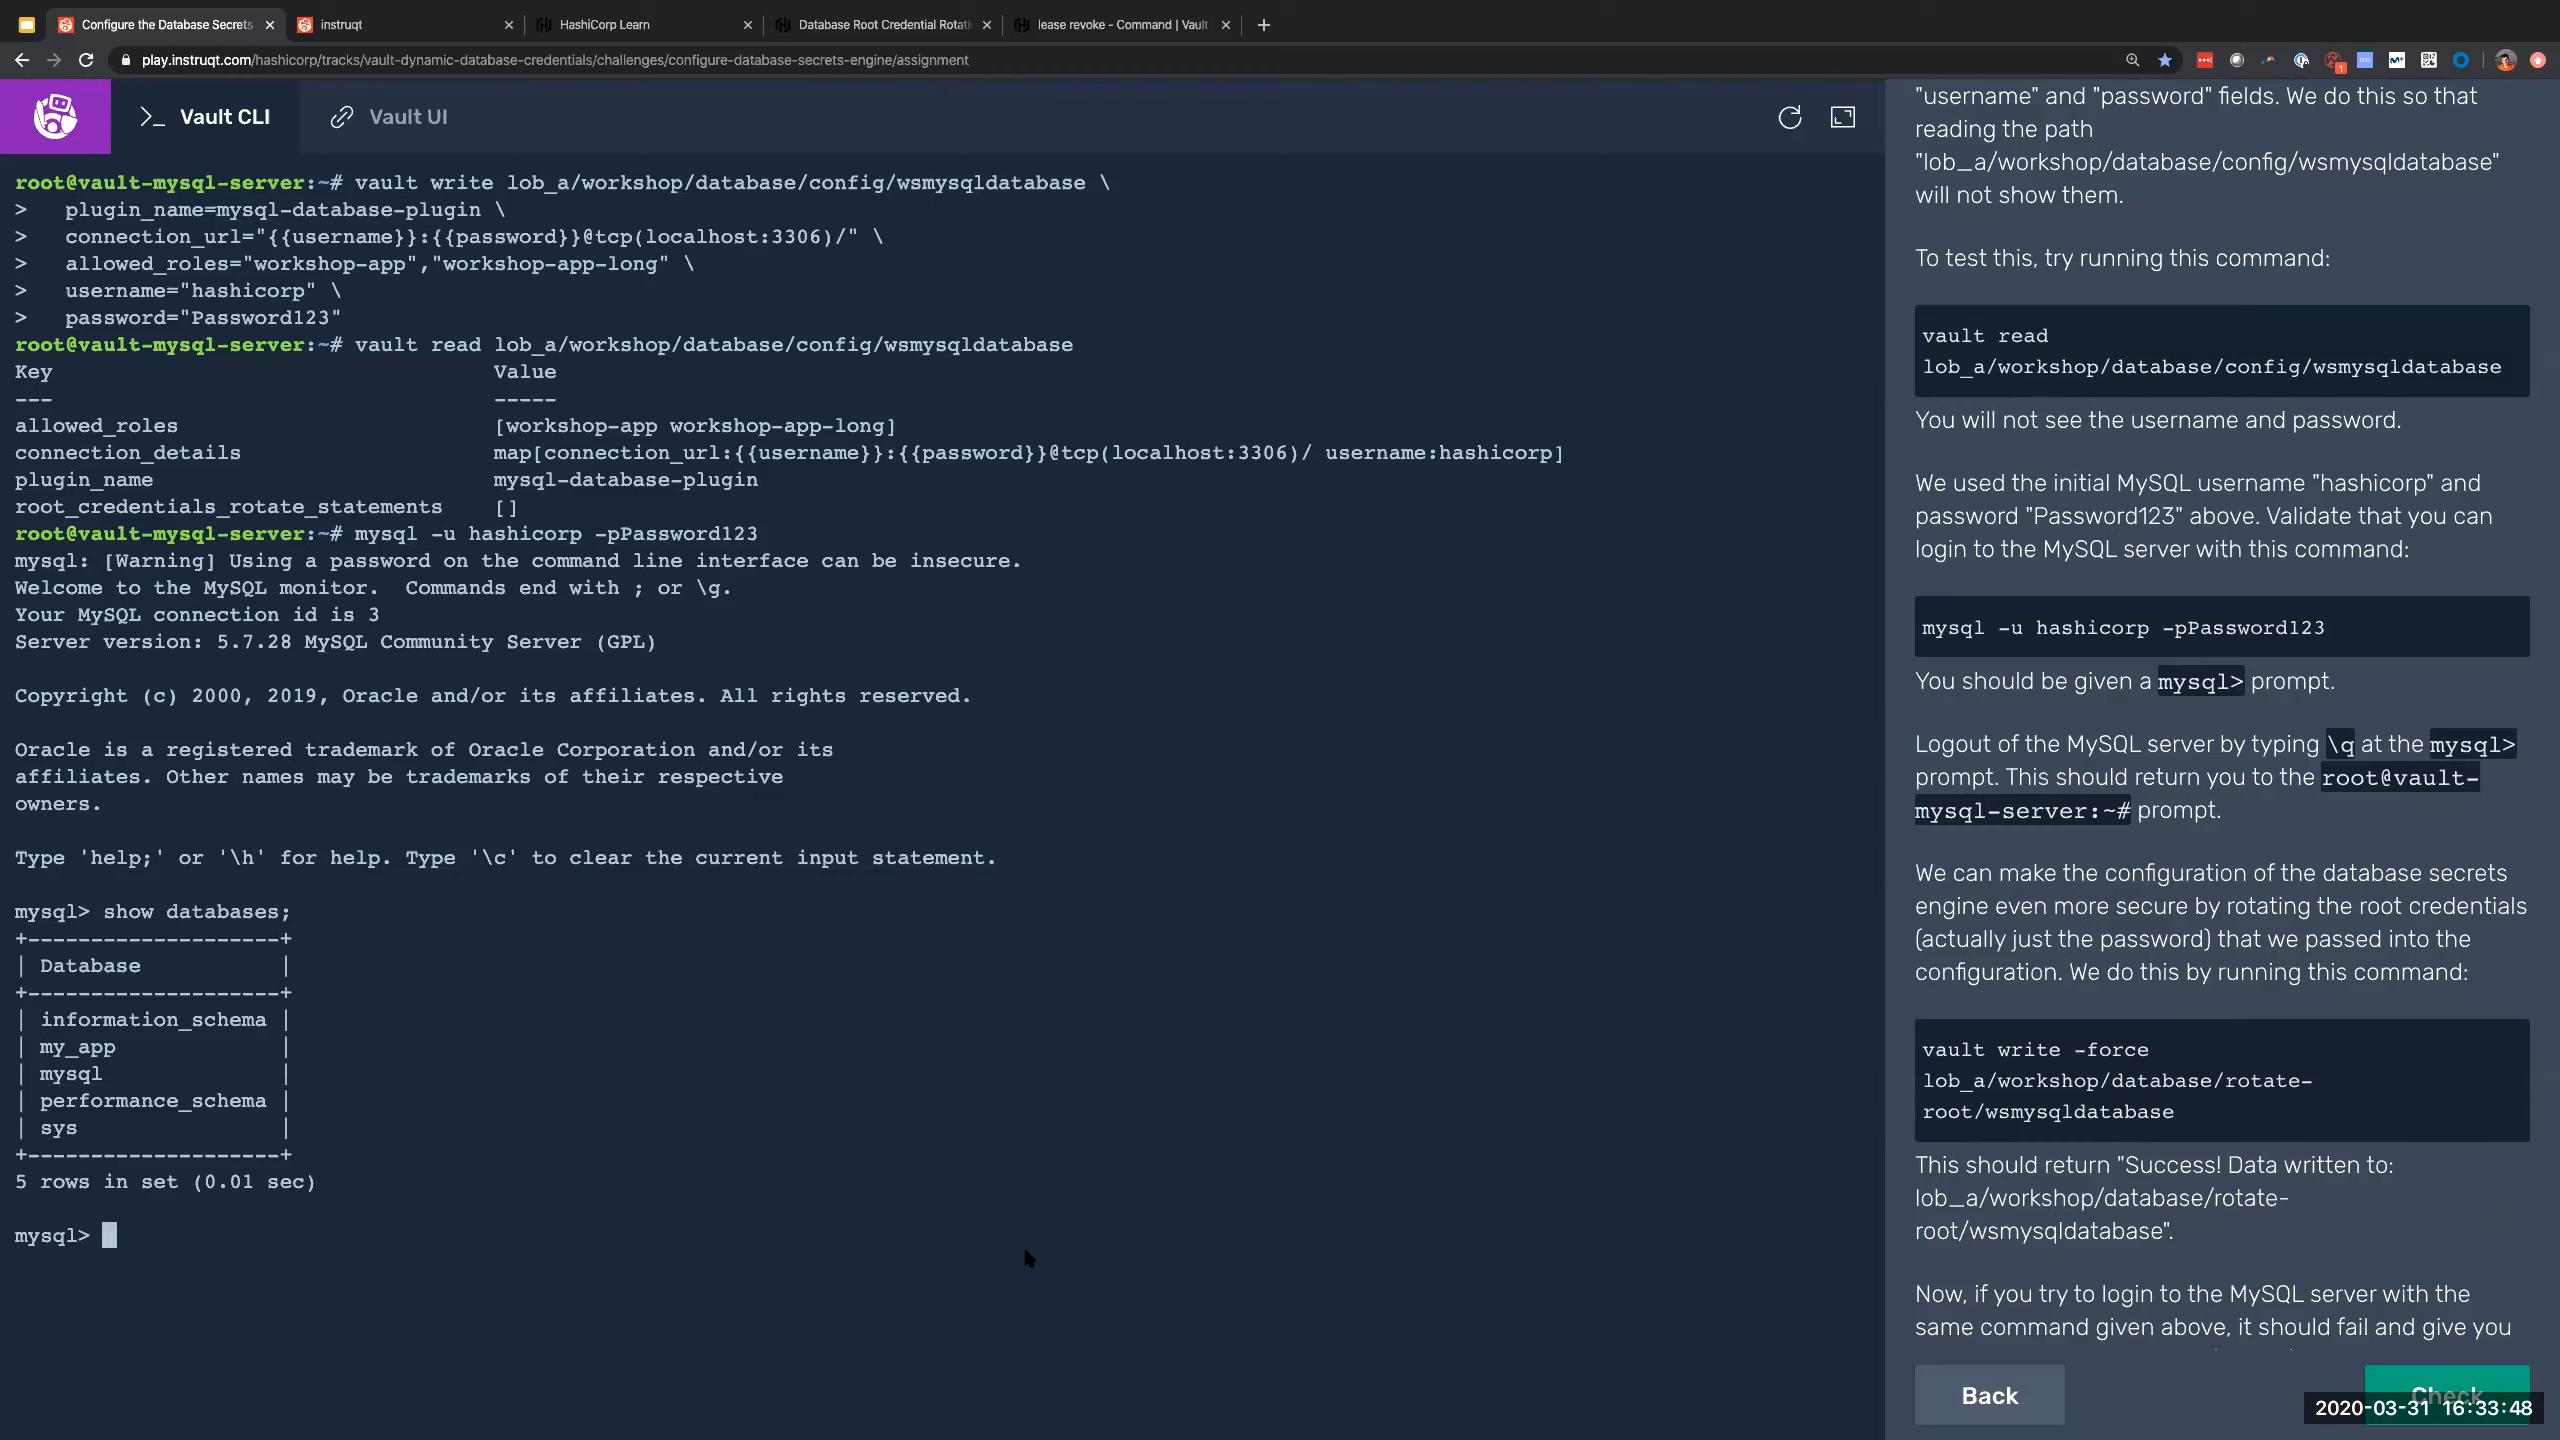 Configure the Database Secrets
instruqt
HashiCorp Learn
Database Root Credential Rotati
lease revoke - Command | Vault
play.instruqt.com/hashicorp/tracks/vault-dynamic-database-credentials/challenges/configure-database-secrets-engine/assignment
1
>_ Vault CLI
Vault UI
root@vault-mysql-server:~# vault write lob_a/workshop/database/config/wsmysqldatabase \
>   plugin_name=mysql-database-plugin \
>   connection_url="{{username}}:{{password}}@tcp(localhost:3306)/" \
>   allowed_roles="workshop-app","workshop-app-long" \
>   username="hashicorp" \
>   password="Password123"
root@vault-mysql-server:~# vault read lob_a/workshop/database/config/wsmysqldatabase
Key                                   Value
---                                   -----
allowed_roles                         [workshop-app workshop-app-long]
connection_details                    map[connection_url:{{username}}:{{password}}@tcp(localhost:3306)/ username:hashicorp]
plugin_name                           mysql-database-plugin
root_credentials_rotate_statements    []
root@vault-mysql-server:~# mysql -u hashicorp -pPassword123
mysql: [Warning] Using a password on the command line interface can be insecure.
Welcome to the MySQL monitor.  Commands end with ; or \g.
Your MySQL connection id is 3
Server version: 5.7.28 MySQL Community Server (GPL)
Copyright (c) 2000, 2019, Oracle and/or its affiliates. All rights reserved.
Oracle is a registered trademark of Oracle Corporation and/or its
affiliates. Other names may be trademarks of their respective
owners.
Type 'help;' or '\h' for help. Type '\c' to clear the current input statement.
mysql> show databases;
+--------------------+
| Database           |
+--------------------+
| information_schema |
| my_app             |
| mysql              |
| performance_schema |
| sys                |
+--------------------+
5 rows in set (0.01 sec)
mysql>
"username" and "password" fields. We do this so that
reading the path
"lob_a/workshop/database/config/wsmysqldatabase"
will not show them.
To test this, try running this command:
vault read
lob_a/workshop/database/config/wsmysqldatabase
You will not see the username and password.
We used the initial MySQL username "hashicorp" and
password "Password123" above. Validate that you can
login to the MySQL server with this command:
mysql -u hashicorp -pPassword123
You should be given a mysql> prompt.
Logout of the MySQL server by typing \q at the mysql>
prompt. This should return you to the root@vault-
mysql-server:~# prompt.
We can make the configuration of the database secrets
engine even more secure by rotating the root credentials
(actually just the password) that we passed into the
configuration. We do this by running this command:
vault write -force
lob_a/workshop/database/rotate-
root/wsmysqldatabase
This should return "Success! Data written to:
lob_a/workshop/database/rotate-
root/wsmysqldatabase".
Now, if you try to login to the MySQL server with the
same command given above, it should fail and give you
Back
Check
2020-03-31 16:33:48